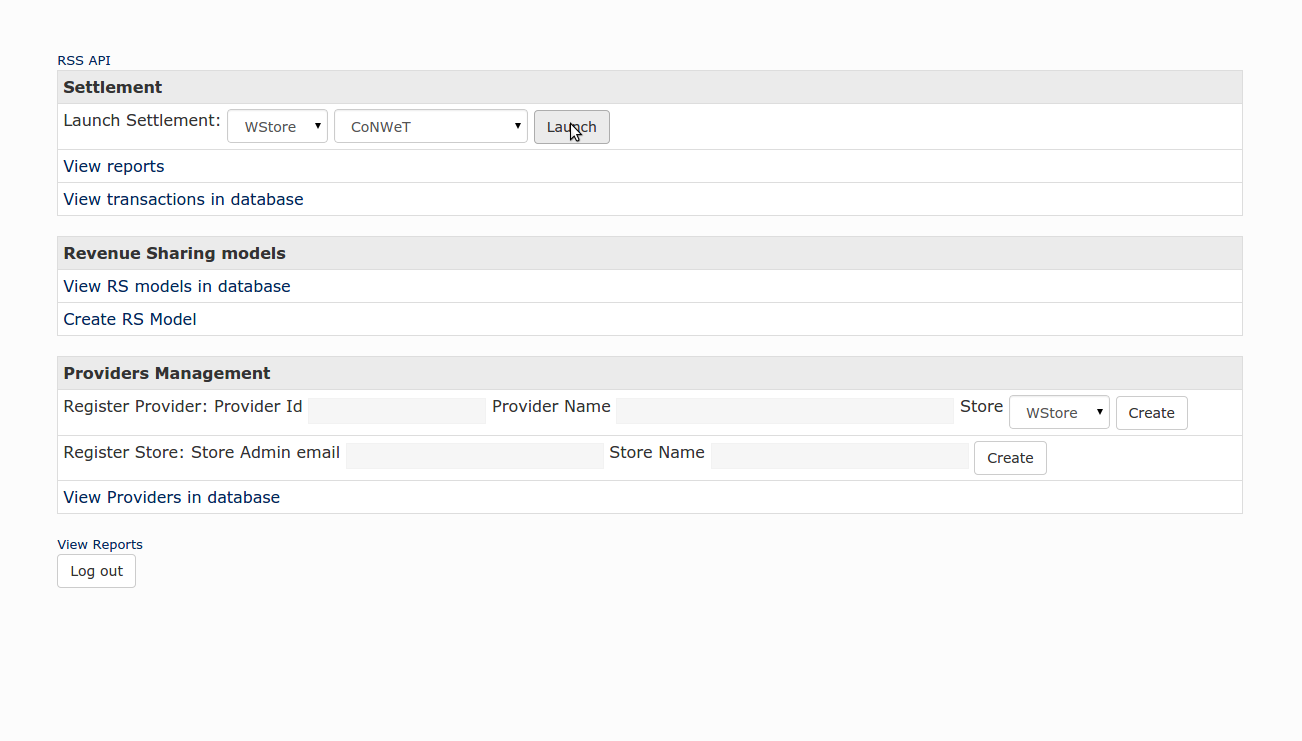 RSS API
Settlement
Launch Settlement: WStore CoNWeT Launch
View reports
View transactions in database
Revenue Sharing models
View RS models in database
Create RS Model
Providers Management
Register Provider: Provider Id Provider Name Store WStore Create
Register Store: Store Admin email Store Name Create
View Providers in database
View Reports
Log out